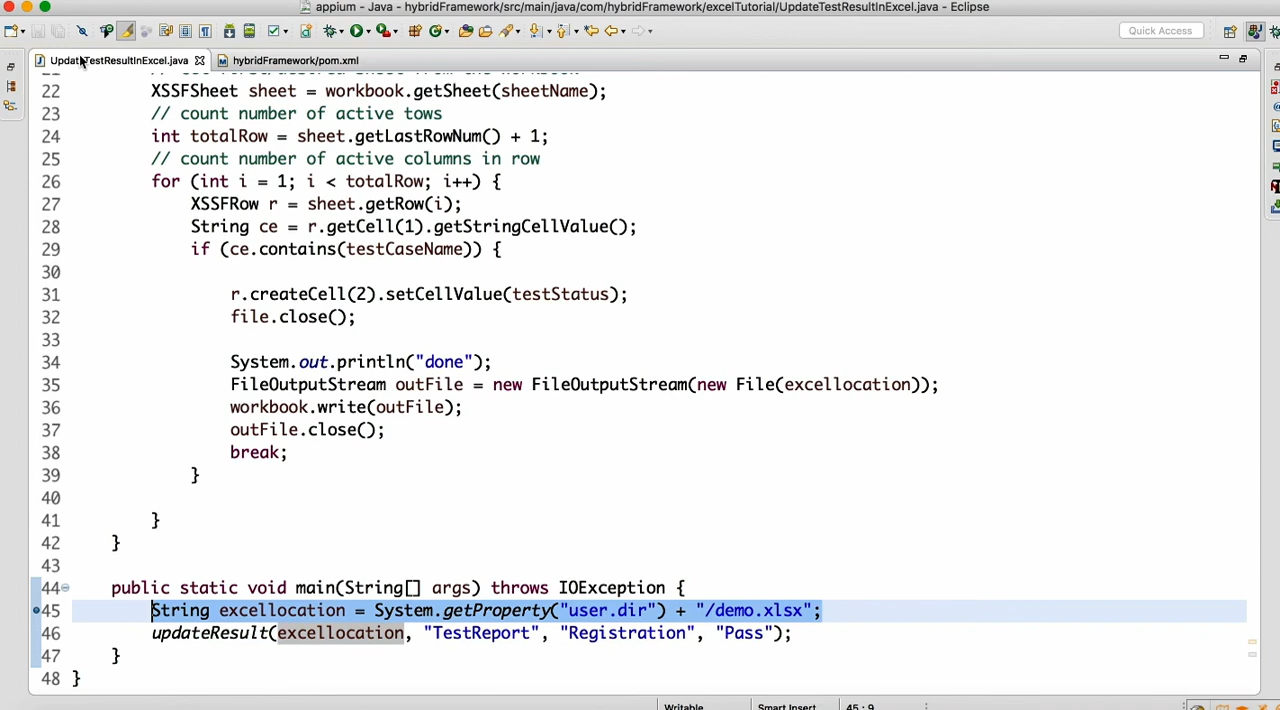 appium - Java - hybridFramework/src/main/java/com/hybridFramework/excelTutorial/UpdateTestResultInExcel.java - Eclipse
Quick Access
UpdateTestResultInExcel.java
hybridFramework/pom.xml
22 XSSFSheet sheet = workbook.getSheet(sheetName);
23 // count number of active tows
24 int totalRow = sheet.getLastRowNum() + 1;
25 // count number of active columns in row
26 for (int i = 1; i < totalRow; i++) {
27 XSSFRow r = sheet.getRow(i);
28 String ce = r.getCell(1).getStringCellValue();
29 if (ce.contains(testCaseName)) {
30
31 r.createCell(2).setCellValue(testStatus);
32 file.close();
33
34 System.out.println("done");
35 FileOutputStream outFile = new FileOutputStream(new File(excellocation));
36 workbook.write(outFile);
37 outFile.close();
38 break;
39 }
40
41 }
42 }
43
44 public static void main(String[] args) throws IOException {
45 String excellocation = System.getProperty("user.dir") + "/demo.xlsx";
46 updateResult(excellocation, "TestReport", "Registration", "Pass");
47 }
48 }
Writable
Smart Insert
45 : 9